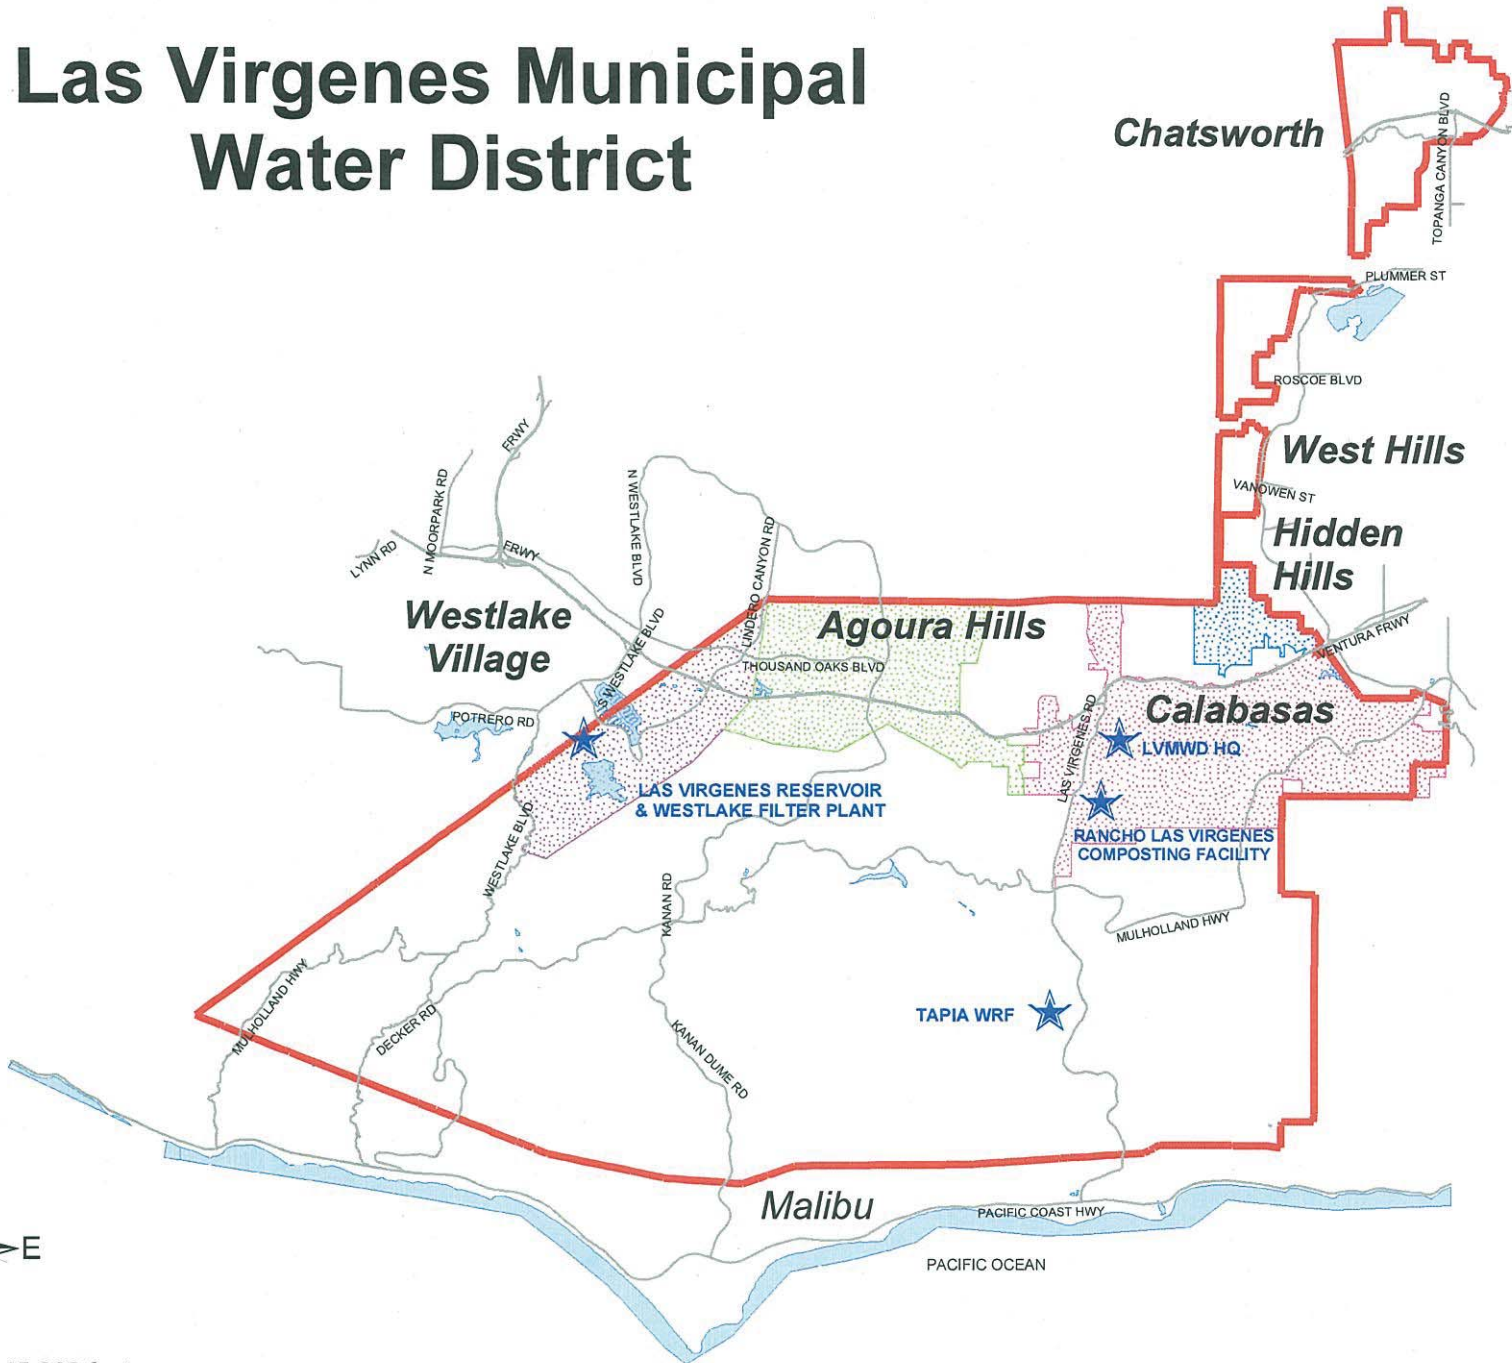 Las Virgenes Municipal
Water District
Chatsworth
TOPANGA CANYON BLVD
PLUMMER ST
ROSCOE BLVD
West Hills
VANOWEN ST
Hidden
Hills
FRWY
N MOORPARK RD
LYNN RD
FRWY
N WESTLAKE BLVD
LINDERO CANYON RD
Westlake
Village
S WESTLAKE BLVD
Agoura Hills
THOUSAND OAKS BLVD
VENTURA FRWY
POTRERO RD
Calabasas
LAS VIRGENES RD
LVMWD HQ
LAS VIRGENES RESERVOIR
& WESTLAKE FILTER PLANT
WESTLAKE BLVD
RANCHO LAS VIRGENES
COMPOSTING FACILITY
KANAN RD
MULHOLLAND HWY
MULHOLLAND HWY
DECKER RD
TAPIA WRF
KANAN DUME RD
Malibu
PACIFIC COAST HWY
E
PACIFIC OCEAN